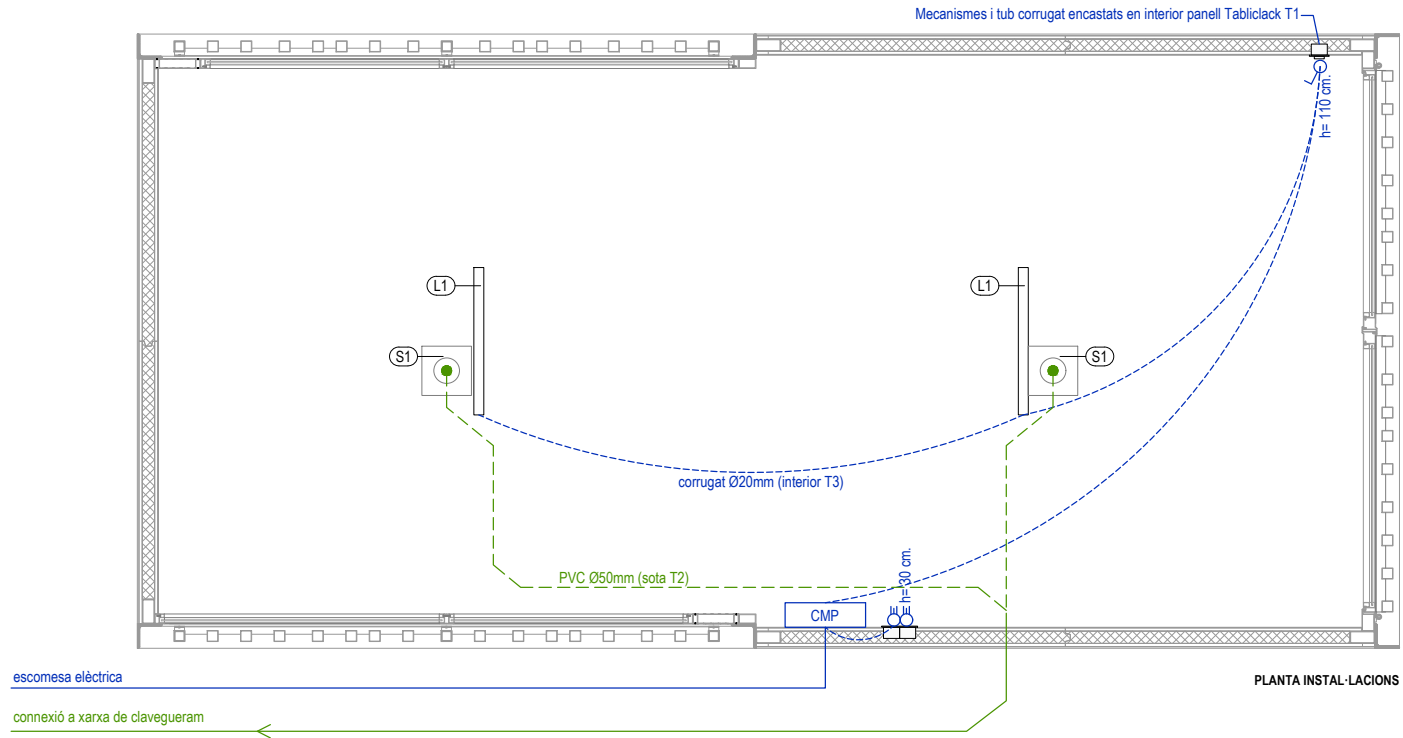 Mecanismes i tub corrugat encastats en interior panell Tabliclack T1
h= 110 cm.
L1
L1
S1
S1
corrugat Ø20mm (interior T3)
h= 30 cm.
PVC Ø50mm (sota T2)
CMP
escomesa elèctrica
PLANTA INSTAL·LACIONS
connexió a xarxa de clavegueram